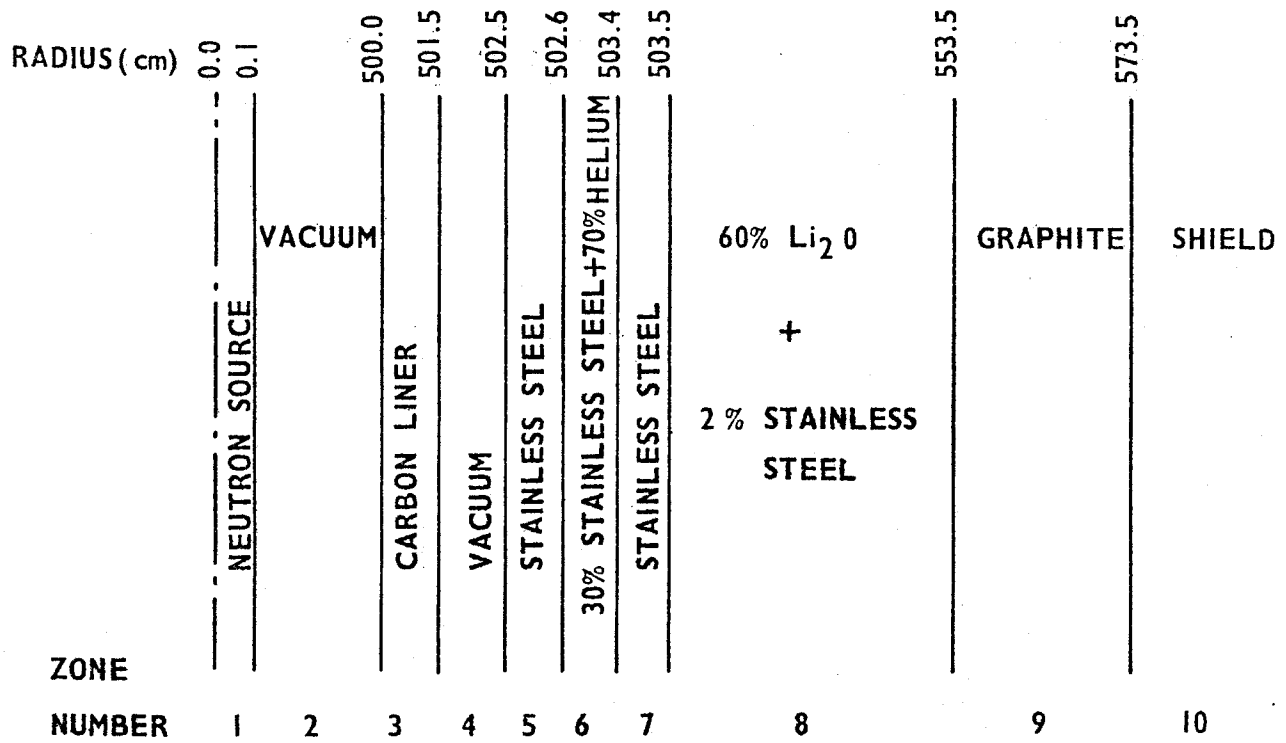 RADIUS (cm) 0.0 0.1 500.0 501.5 502.5 502.6 503.4 503.5 553.5 573.5
NEUTRON SOURCE
VACUUM
CARBON LINER
VACUUM
STAINLESS STEEL
30% STAINLESS STEEL+70% HELIUM
STAINLESS STEEL
60% Li2O
+
2% STAINLESS
STEEL
GRAPHITE
SHIELD
ZONE
NUMBER 1 2 3 4 5 6 7 8 9 10